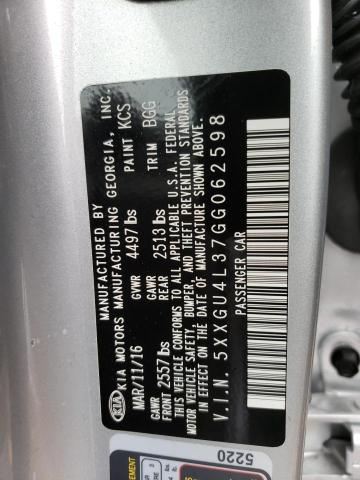 MANUFACTURED BY
KIA MOTORS MANUFACTURING GEORGIA, INC.
KIA
MAR/11/16 GVWR 4497 lbs PAINT KCS
GAWR FRONT 2557 lbs GAWR REAR 2513 lbs TRIM BGG
THIS VEHICLE CONFORMS TO ALL APPLICABLE U.S.A. FEDERAL
MOTOR VEHICLE SAFETY, BUMPER, AND THEFT PREVENTION STANDARDS
IN EFFECT ON THE DATE OF MANUFACTURE SHOWN ABOVE.
V.I.N. 5XXGU4L37GG062598
PASSENGER CAR
5220